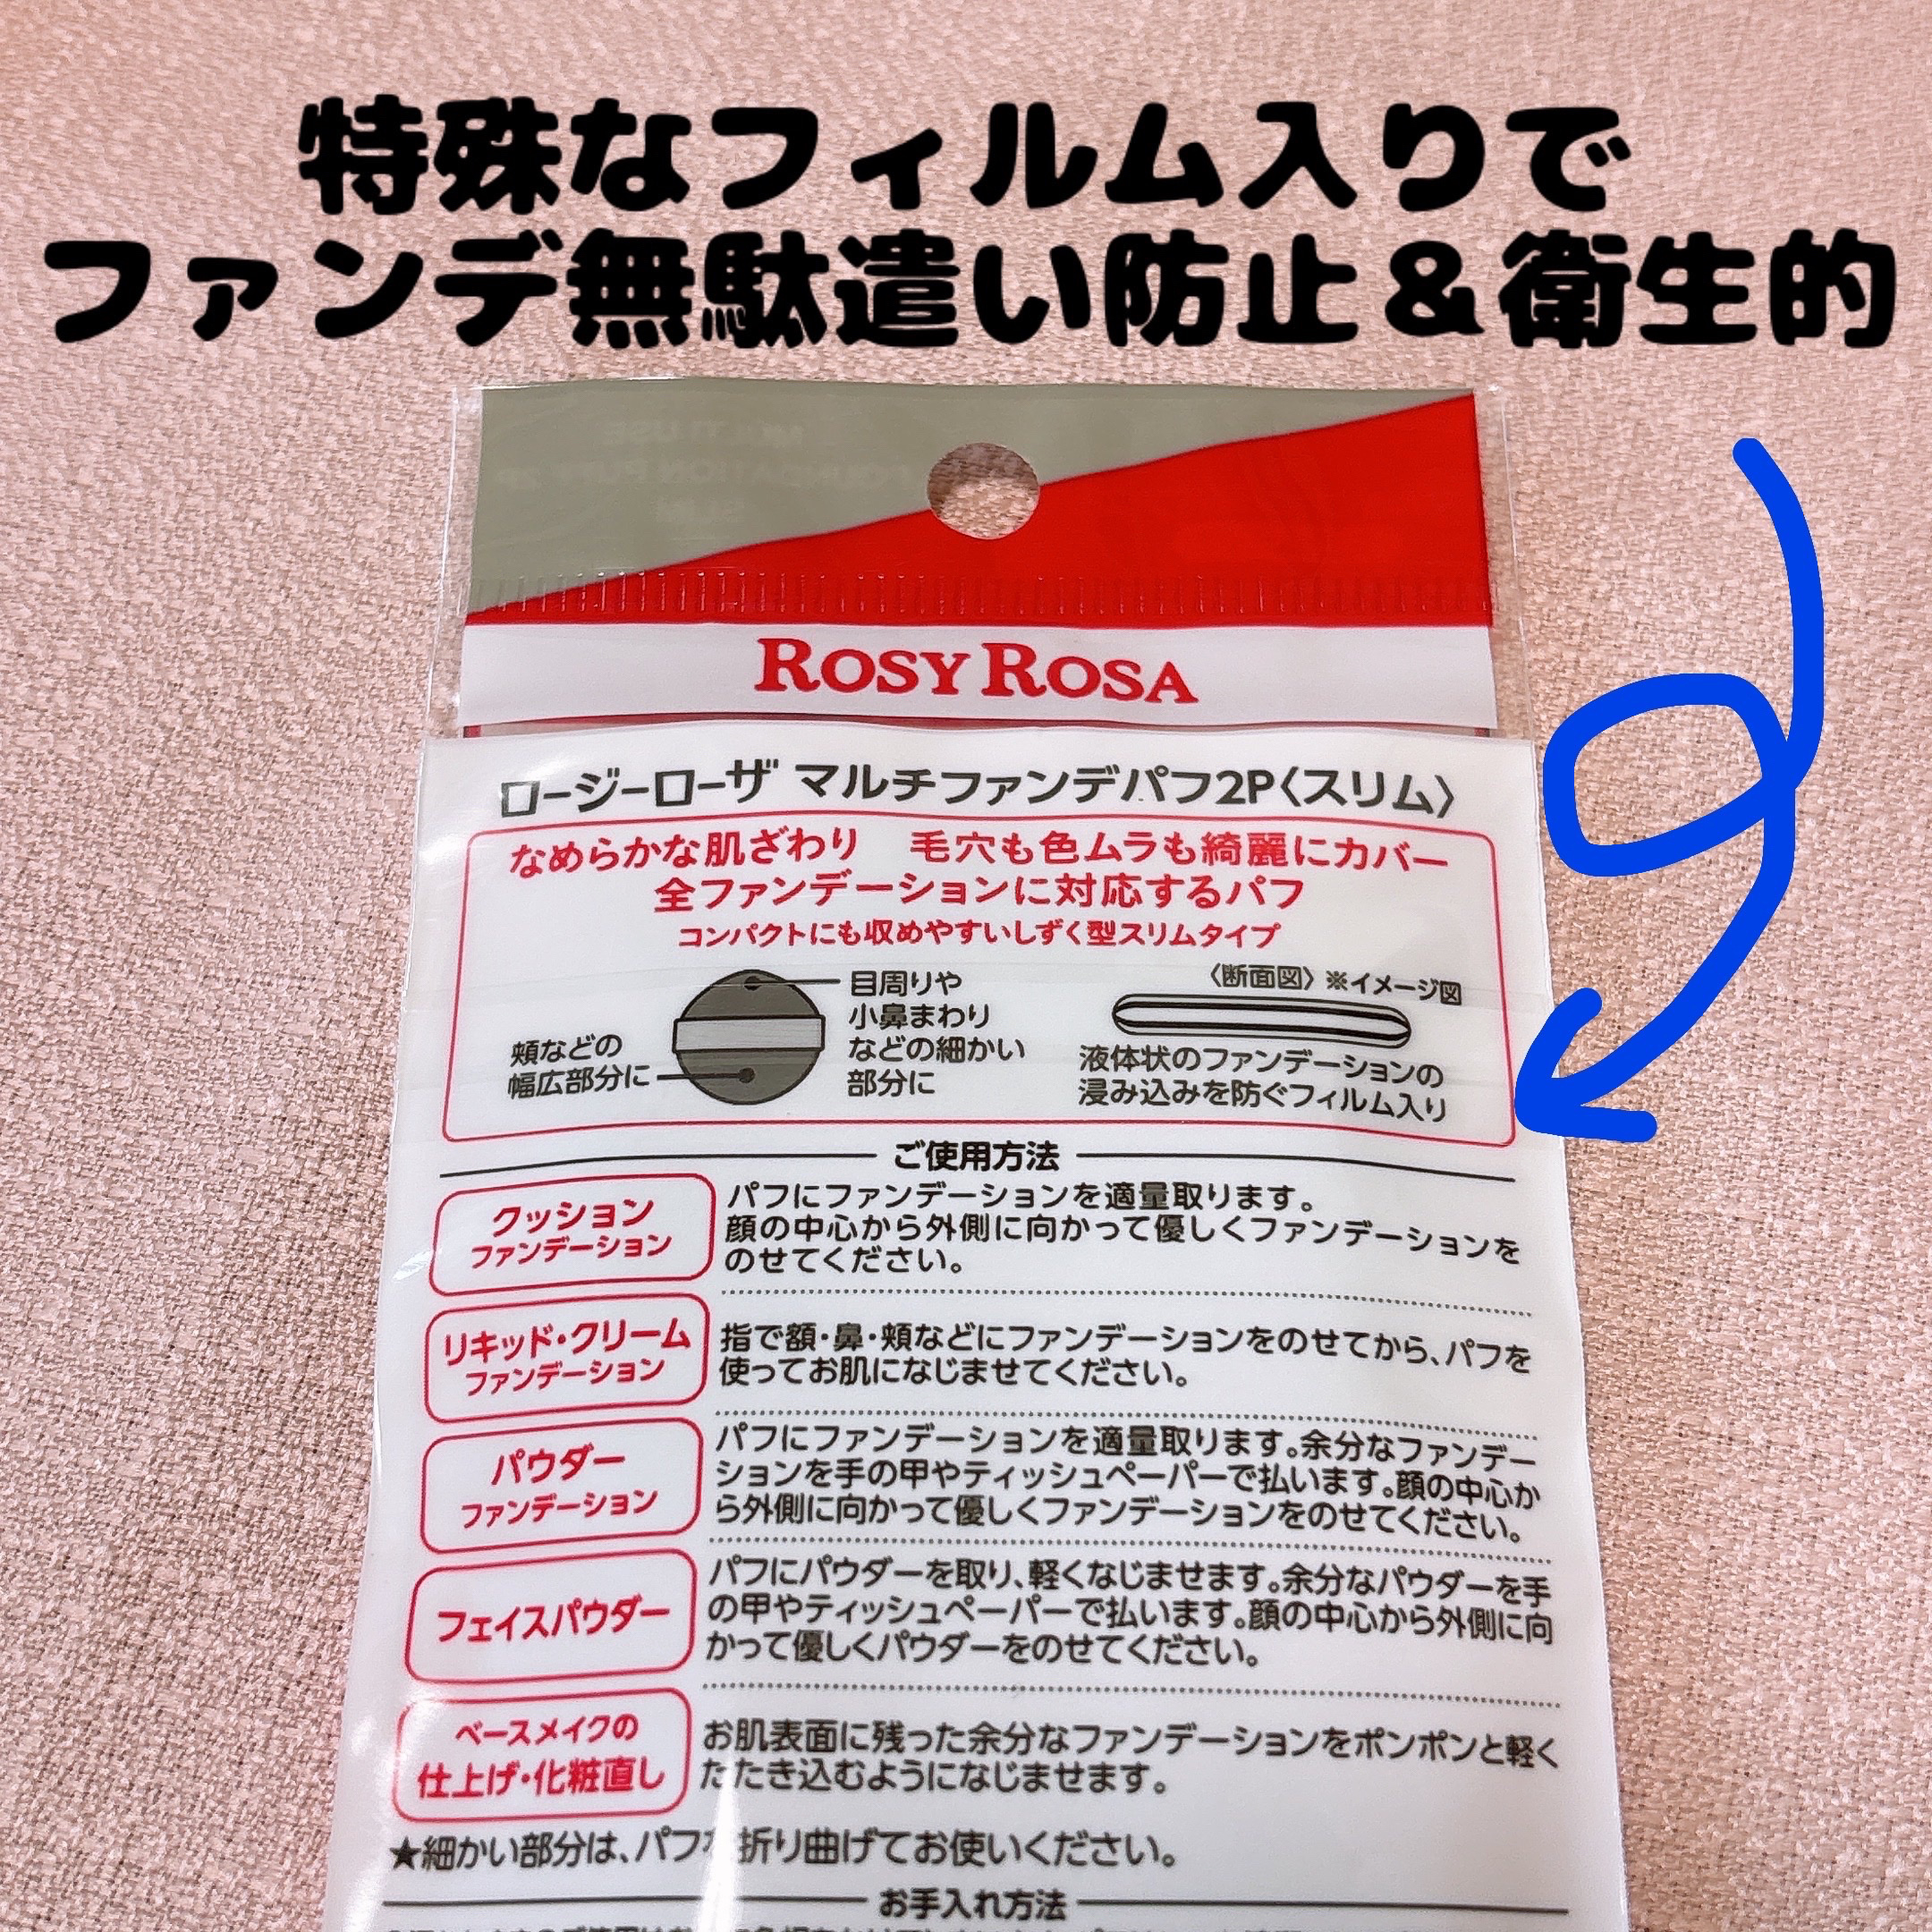 特殊なフィルム入りで
ファンデ無駄遣い防止＆衛生的
ROSY ROSA
ロージーローザ マルチファンデパフ2P〈スリム〉
なめらかな肌ざわり　毛穴も色ムラも綺麗にカバー
全ファンデーションに対応するパフ
コンパクトにも収めやすいしずく型スリムタイプ
目周りや
小鼻まわり
などの細かい
部分に
頬などの
幅広部分に
〈断面図〉※イメージ図
液体状のファンデーションの
浸み込みを防ぐフィルム入り
ご使用方法
クッション
ファンデーション
パフにファンデーションを適量取ります。
顔の中心から外側に向かって優しくファンデーションを
のせてください。
リキッド・クリーム
ファンデーション
指で額・鼻・頬などにファンデーションをのせてから、パフを
使ってお肌になじませてください。
パウダー
ファンデーション
パフにファンデーションを適量取ります。余分なファンデー
ションを手の甲やティッシュペーパーで払います。顔の中心か
ら外側に向かって優しくファンデーションをのせてください。
フェイスパウダー
パフにパウダーを取り、軽くなじませます。余分なパウダーを手
の甲やティッシュペーパーで払います。顔の中心から外側に向
かって優しくパウダーをのせてください。
ベースメイクの
仕上げ・化粧直し
お肌表面に残った余分なファンデーションをポンポンと軽く
たたき込むようになじませます。
★細かい部分は、パフを折り曲げてお使いください。
お手入れ方法